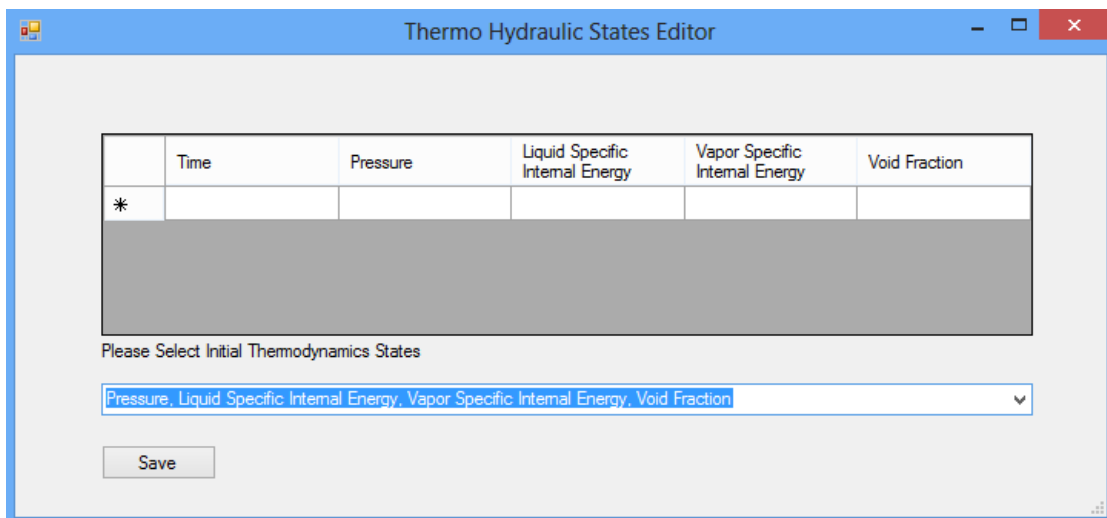 Thermo Hydraulic States Editor
Time Pressure Liquid Specific Internal Energy Vapor Specific Internal Energy Void Fraction
*
Please Select Initial Thermodynamics States
Pressure, Liquid Specific Internal Energy, Vapor Specific Internal Energy, Void Fraction
Save